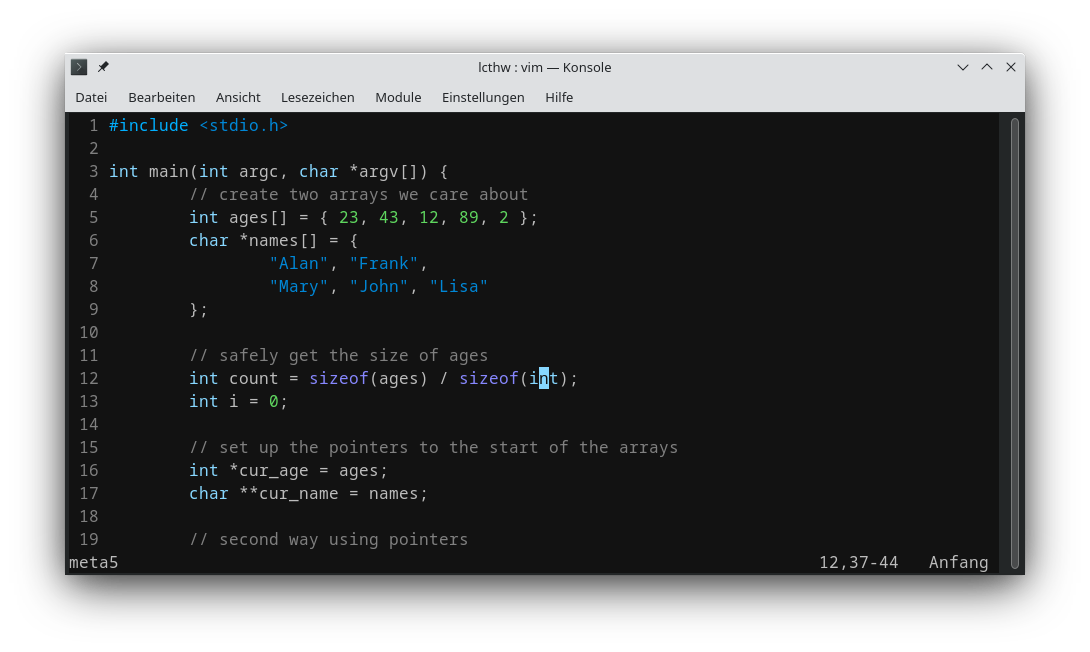 lcthw : vim — Konsole
Datei Bearbeiten Ansicht Lesezeichen Module Einstellungen Hilfe
1 #include <stdio.h>
2
3 int main(int argc, char *argv[]) {
4         // create two arrays we care about
5         int ages[] = { 23, 43, 12, 89, 2 };
6         char *names[] = {
7                 "Alan", "Frank",
8                 "Mary", "John", "Lisa"
9         };
10
11         // safely get the size of ages
12         int count = sizeof(ages) / sizeof(int);
13         int i = 0;
14
15         // set up the pointers to the start of the arrays
16         int *cur_age = ages;
17         char **cur_name = names;
18
19         // second way using pointers
meta5 12,37-44 Anfang